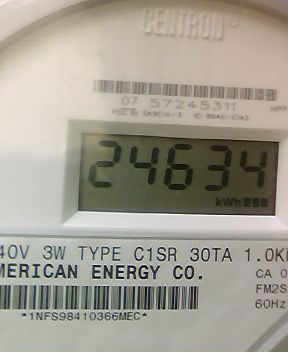 CENTRON
07 57245311
24634
kWh
40V 3W TYPE C1SR 30TA 1.0K
MERICAN ENERGY CO.
CA 0
FM2S
60Hz
*1NFS98410366MEC*